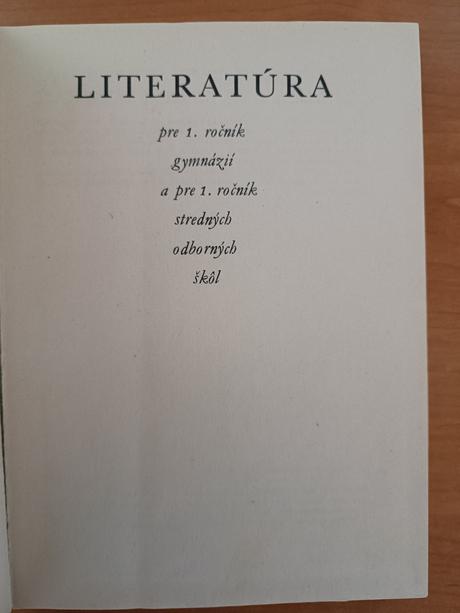 LITERATÚRA
pre 1. ročník
gymnázií
a pre 1. ročník
stredných
odborných
škôl